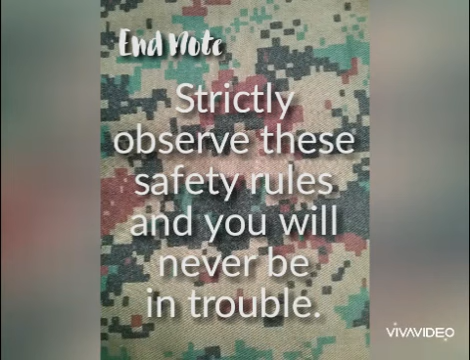 End Note
Strictly
observe these
safety rules
and you will
never be
in trouble.
VIVAVIDEO